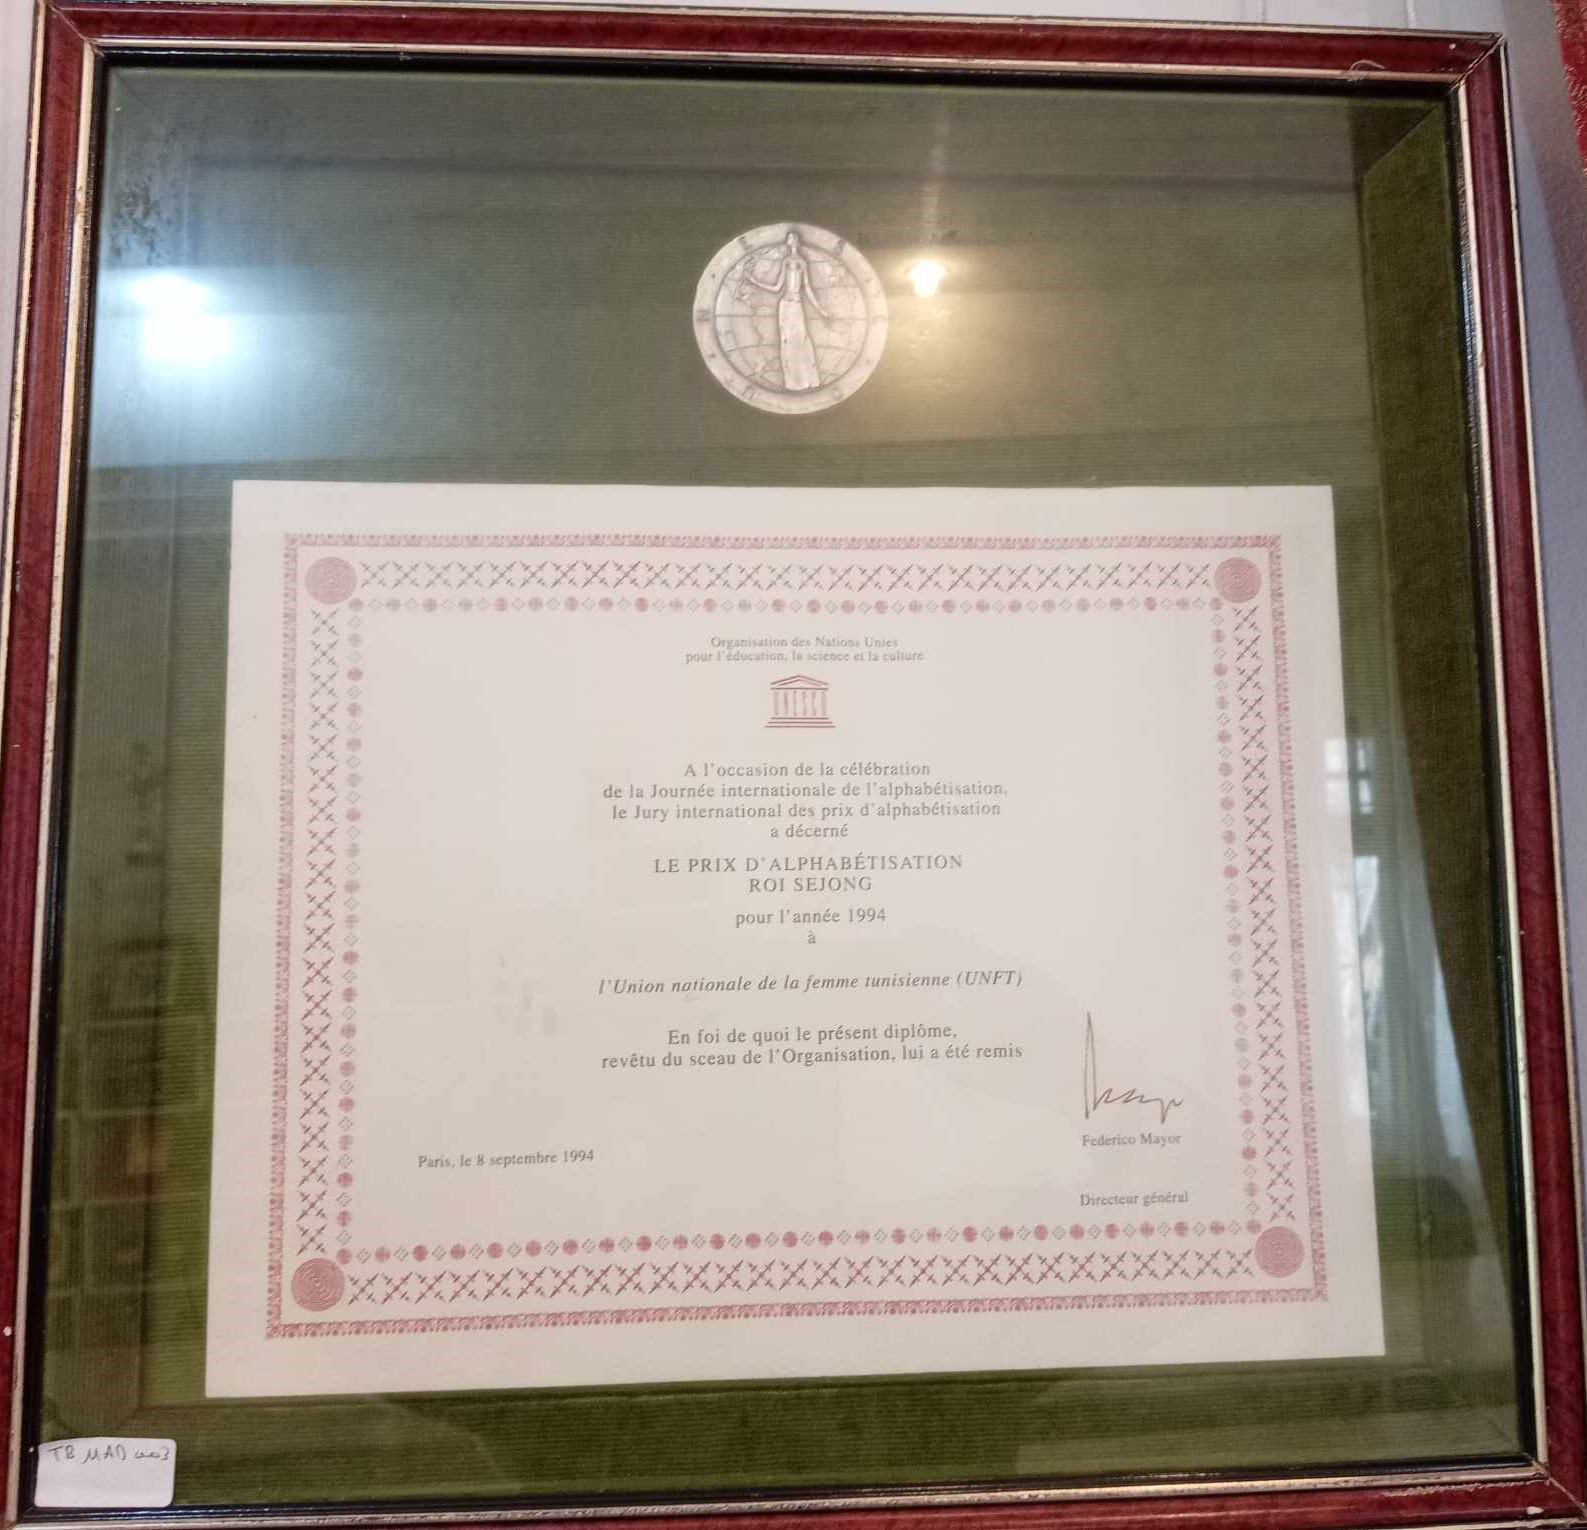 Organisation des Nations Unies
pour l'éducation, la science et la culture
UNESCO
A l'occasion de la célébration
de la Journée internationale de l'alphabétisation,
le Jury international des prix d'alphabétisation
a décerné
LE PRIX D'ALPHABÉTISATION
ROI SEJONG
pour l'année 1994
à
l'Union nationale de la femme tunisienne (UNFT)
En foi de quoi le présent diplôme,
revêtu du sceau de l'Organisation, lui a été remis
Federico Mayor
Paris, le 8 septembre 1994
Directeur général
TB MAD